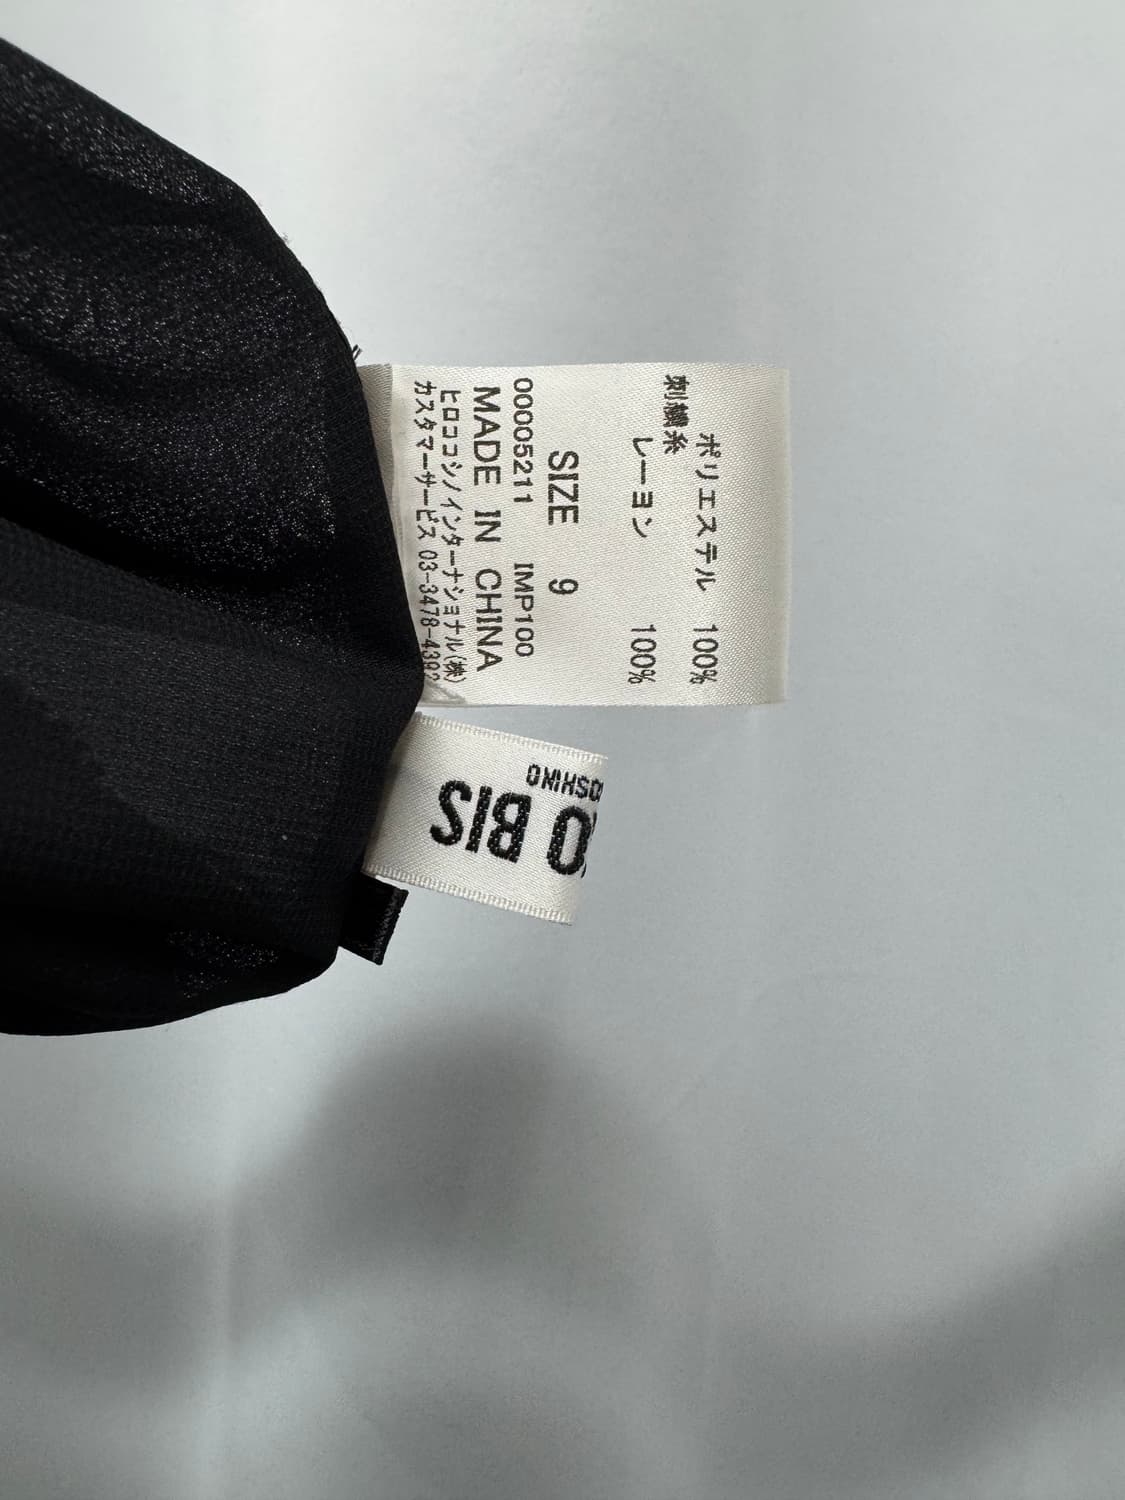 ポリエステル 100%
刺繍糸
レーヨン 100%
SIZE 9
00005211 IMP100
MADE IN CHINA
ヒロココシノインターナショナル(株)
カスタマーサービス 03-3478-4392
BIS